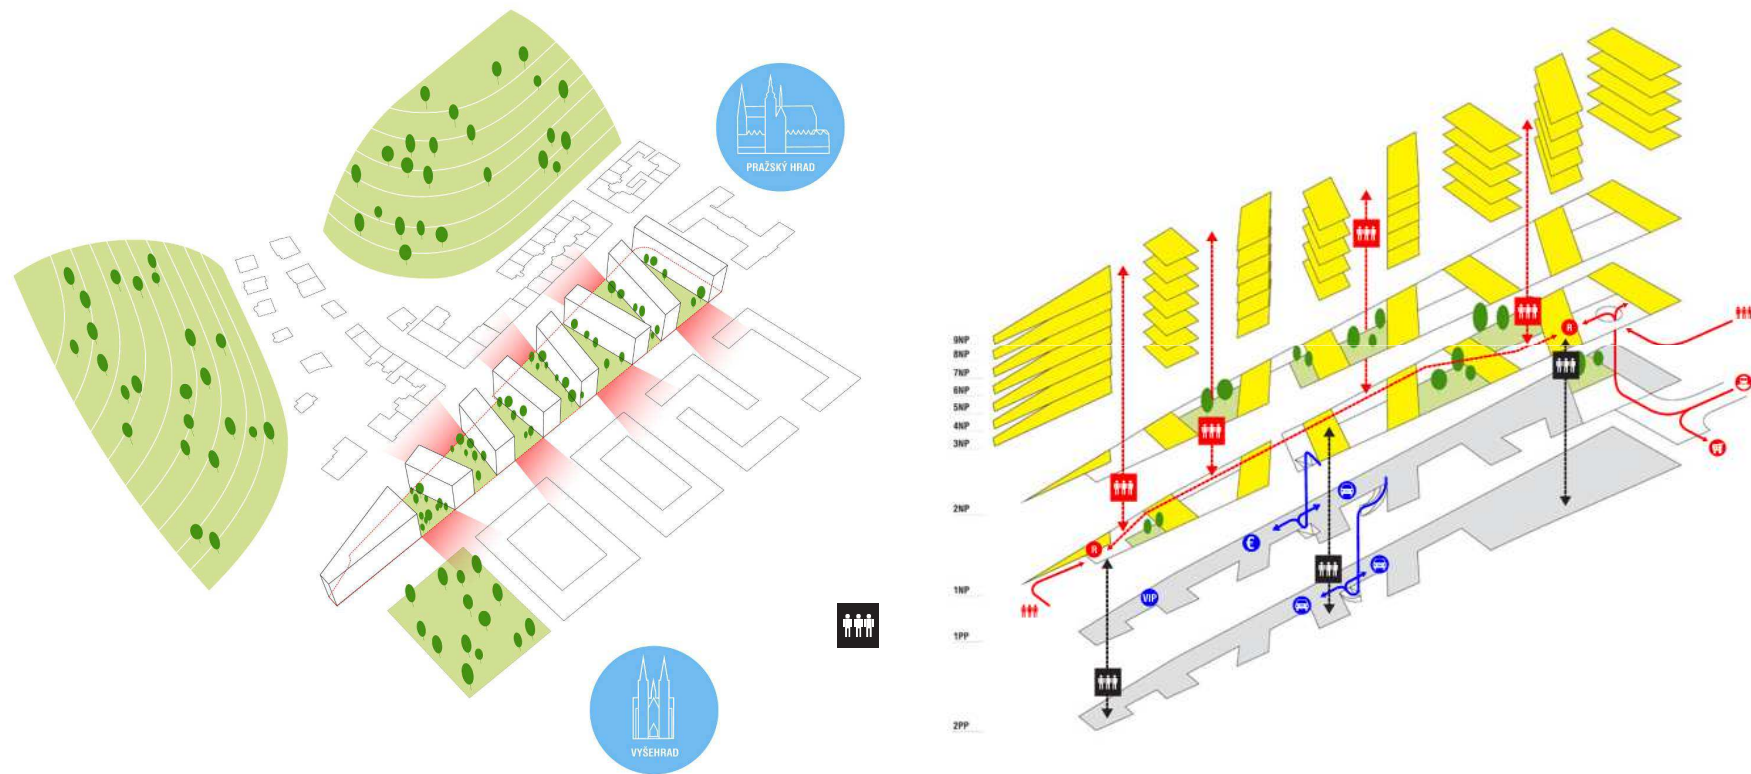 PRAŽSKÝ HRAD
VYŠEHRAD
9NP
8NP
7NP
6NP
5NP
4NP
3NP
2NP
1NP
1PP
2PP
R
R
€
VIP